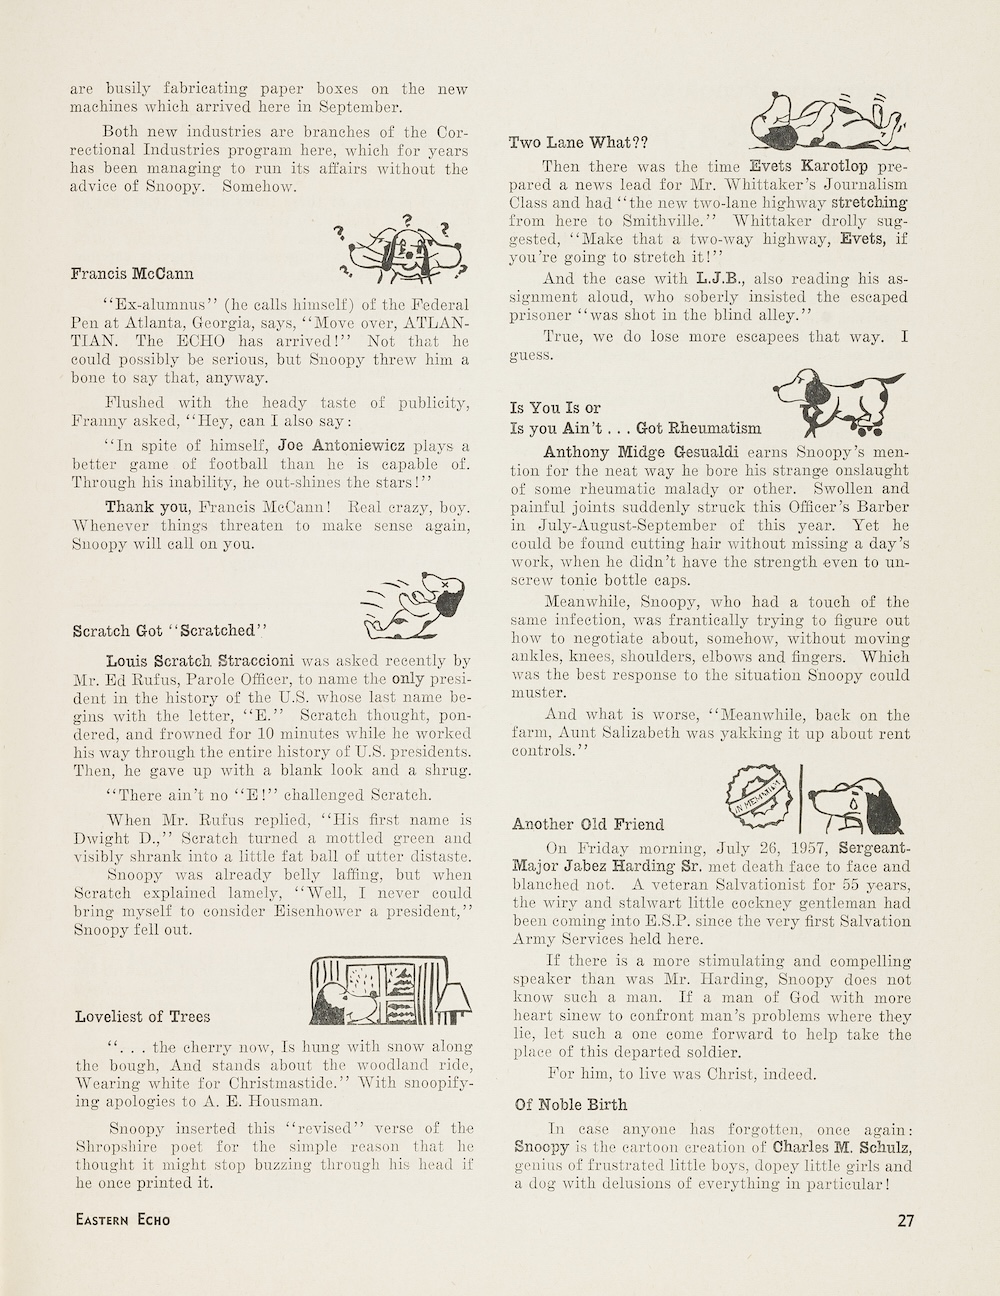 are busily fabricating paper boxes on the new
machines which arrived here in September.
Both new industries are branches of the Cor-
rectional Industries program here, which for years
has been managing to run its affairs without the
advice of Snoopy. Somehow.
? ? ? ? ?
Francis McCann
"Ex-alumnus" (he calls himself) of the Federal
Pen at Atlanta, Georgia, says, "Move over, ATLAN-
TIAN. The ECHO has arrived!" Not that he
could possibly be serious, but Snoopy threw him a
bone to say that, anyway.
Flushed with the heady taste of publicity,
Franny asked, "Hey, can I also say:
"In spite of himself, Joe Antoniewicz plays a
better game of football than he is capable of.
Through his inability, he out-shines the stars!"
Thank you, Francis McCann! Real crazy, boy.
Whenever things threaten to make sense again,
Snoopy will call on you.
Scratch Got "Scratched"
Louis Scratch Straccioni was asked recently by
Mr. Ed Rufus, Parole Officer, to name the only presi-
dent in the history of the U.S. whose last name be-
gins with the letter, "E." Scratch thought, pon-
dered, and frowned for 10 minutes while he worked
his way through the entire history of U.S. presidents.
Then, he gave up with a blank look and a shrug.
"There ain't no "E!" challenged Scratch.
When Mr. Rufus replied, "His first name is
Dwight D.," Scratch turned a mottled green and
visibly shrank into a little fat ball of utter distaste.
Snoopy was already belly laffing, but when
Scratch explained lamely, "Well, I never could
bring myself to consider Eisenhower a president,"
Snoopy fell out.
Loveliest of Trees
". . . the cherry now, Is hung with snow along
the bough, And stands about the woodland ride,
Wearing white for Christmastide." With snoopify-
ing apologies to A. E. Housman.
Snoopy inserted this "revised" verse of the
Shropshire poet for the simple reason that he
thought it might stop buzzing through his head if
he once printed it.
Two Lane What??
Then there was the time Evets Karotlop pre-
pared a news lead for Mr. Whittaker's Journalism
Class and had "the new two-lane highway stretching
from here to Smithville." Whittaker drolly sug-
gested, "Make that a two-way highway, Evets, if
you're going to stretch it!"
And the case with L.J.B., also reading his as-
signment aloud, who soberly insisted the escaped
prisoner "was shot in the blind alley."
True, we do lose more escapees that way. I
guess.
Is You Is or
Is you Ain't . . . Got Rheumatism
Anthony Midge Gesualdi earns Snoopy's men-
tion for the neat way he bore his strange onslaught
of some rheumatic malady or other. Swollen and
painful joints suddenly struck this Officer's Barber
in July-August-September of this year. Yet he
could be found cutting hair without missing a day's
work, when he didn't have the strength even to un-
screw tonic bottle caps.
Meanwhile, Snoopy, who had a touch of the
same infection, was frantically trying to figure out
how to negotiate about, somehow, without moving
ankles, knees, shoulders, elbows and fingers. Which
was the best response to the situation Snoopy could
muster.
And what is worse, "Meanwhile, back on the
farm, Aunt Salizabeth was yakking it up about rent
controls."
IN MEMORIAM
Another Old Friend
On Friday morning, July 26, 1957, Sergeant-
Major Jabez Harding Sr. met death face to face and
blanched not. A veteran Salvationist for 55 years,
the wiry and stalwart little cockney gentleman had
been coming into E.S.P. since the very first Salvation
Army Services held here.
If there is a more stimulating and compelling
speaker than was Mr. Harding, Snoopy does not
know such a man. If a man of God with more
heart sinew to confront man's problems where they
lie, let such a one come forward to help take the
place of this departed soldier.
For him, to live was Christ, indeed.
Of Noble Birth
In case anyone has forgotten, once again:
Snoopy is the cartoon creation of Charles M. Schulz,
genius of frustrated little boys, dopey little girls and
a dog with delusions of everything in particular!
EASTERN ECHO
27